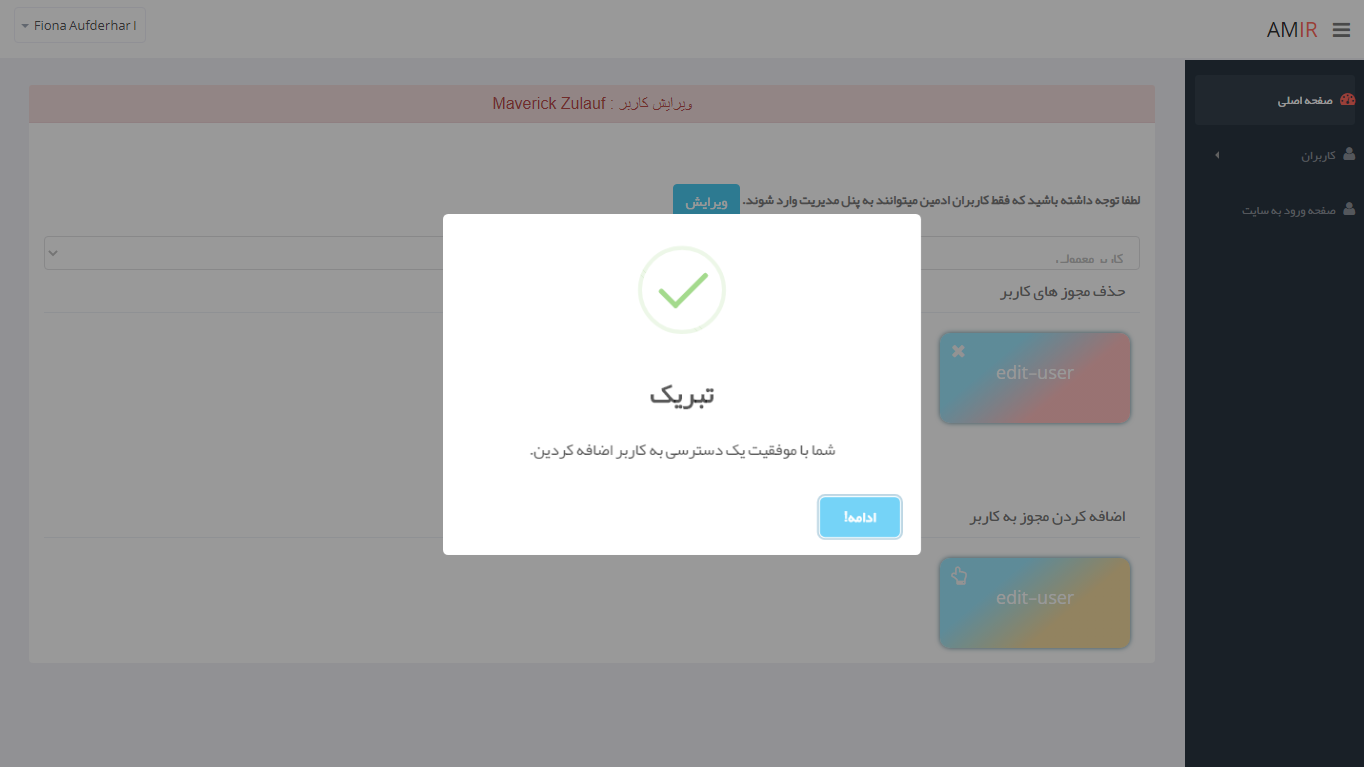 Fiona Aufderhar I
AMIR
صفحه اصلی
کاربران
صفحه ورود به سایت
ویرایش کاربر : Maverick Zulauf
لطفا توجه داشته باشید که فقط کاربران ادمین میتوانند به پنل مدیریت وارد شوند.
ویرایش
کاربر معمولی
حذف مجوز های کاربر
edit-user
تبریک
شما با موفقیت یک دسترسی به کاربر اضافه کردین.
ادامه!
اضافه کردن مجوز به کاربر
edit-user